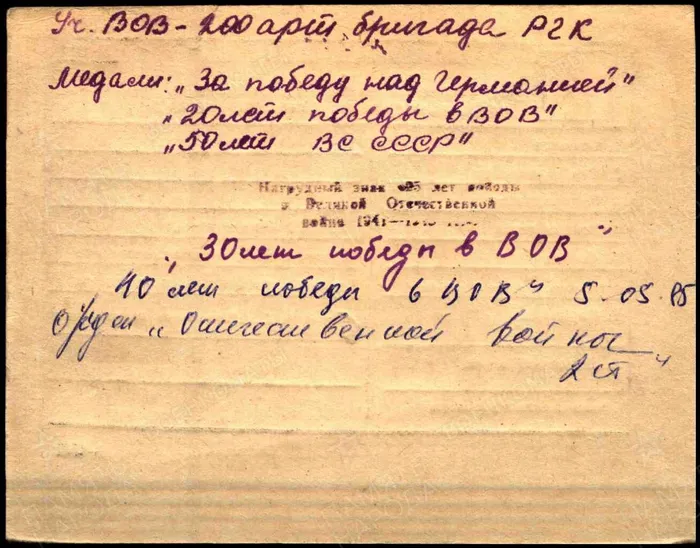 Уч. ВОВ - 200 арт бригада РГК
Медали: „За победу над Германией"
„20 лет победы в ВОВ"
„50 лет ВС СССР"
Нагрудный знак «25 лет победы
в Великой Отечественной
войне 1941—1945
„30 лет победы в ВОВ"
40 лет победы в ВОВ" 5.05.85
Орден „Отечественной войны
2 ст"